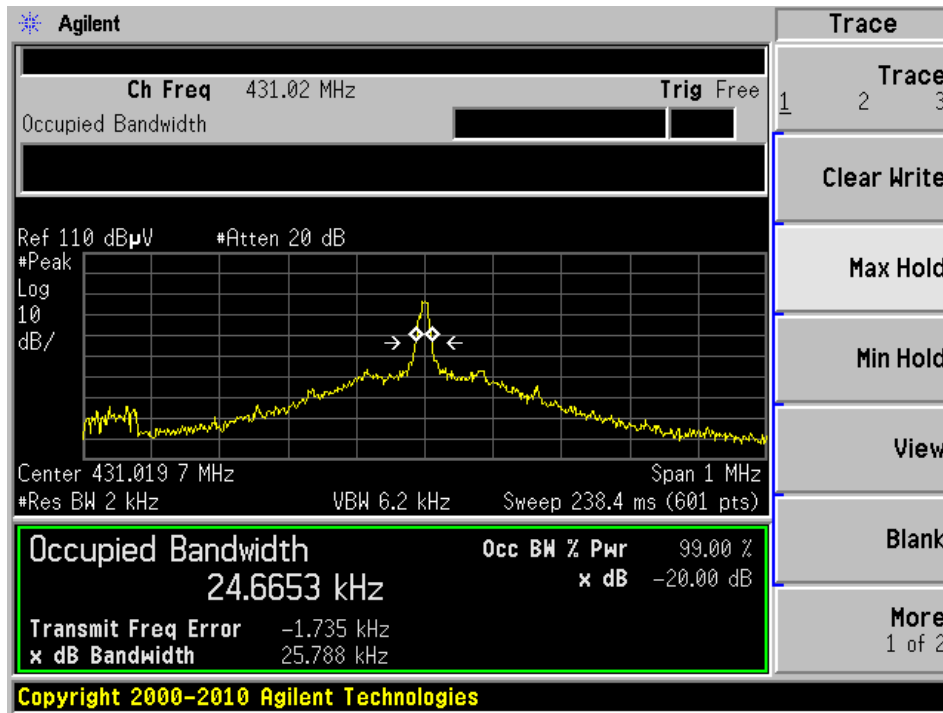 Agilent
Trace
Ch Freq 431.02 MHz Trig Free
Occupied Bandwidth
Trace
1 2 3
Clear Write
Max Hold
Min Hold
View
Blank
More
1 of 2
Ref 110 dBµV #Atten 20 dB
#Peak
Log
10
dB/
Center 431.019 7 MHz Span 1 MHz
#Res BW 2 kHz VBW 6.2 kHz Sweep 238.4 ms (601 pts)
Occupied Bandwidth
24.6653 kHz
Occ BW % Pwr 99.00 %
x dB -20.00 dB
Transmit Freq Error -1.735 kHz
x dB Bandwidth 25.788 kHz
Copyright 2000-2010 Agilent Technologies